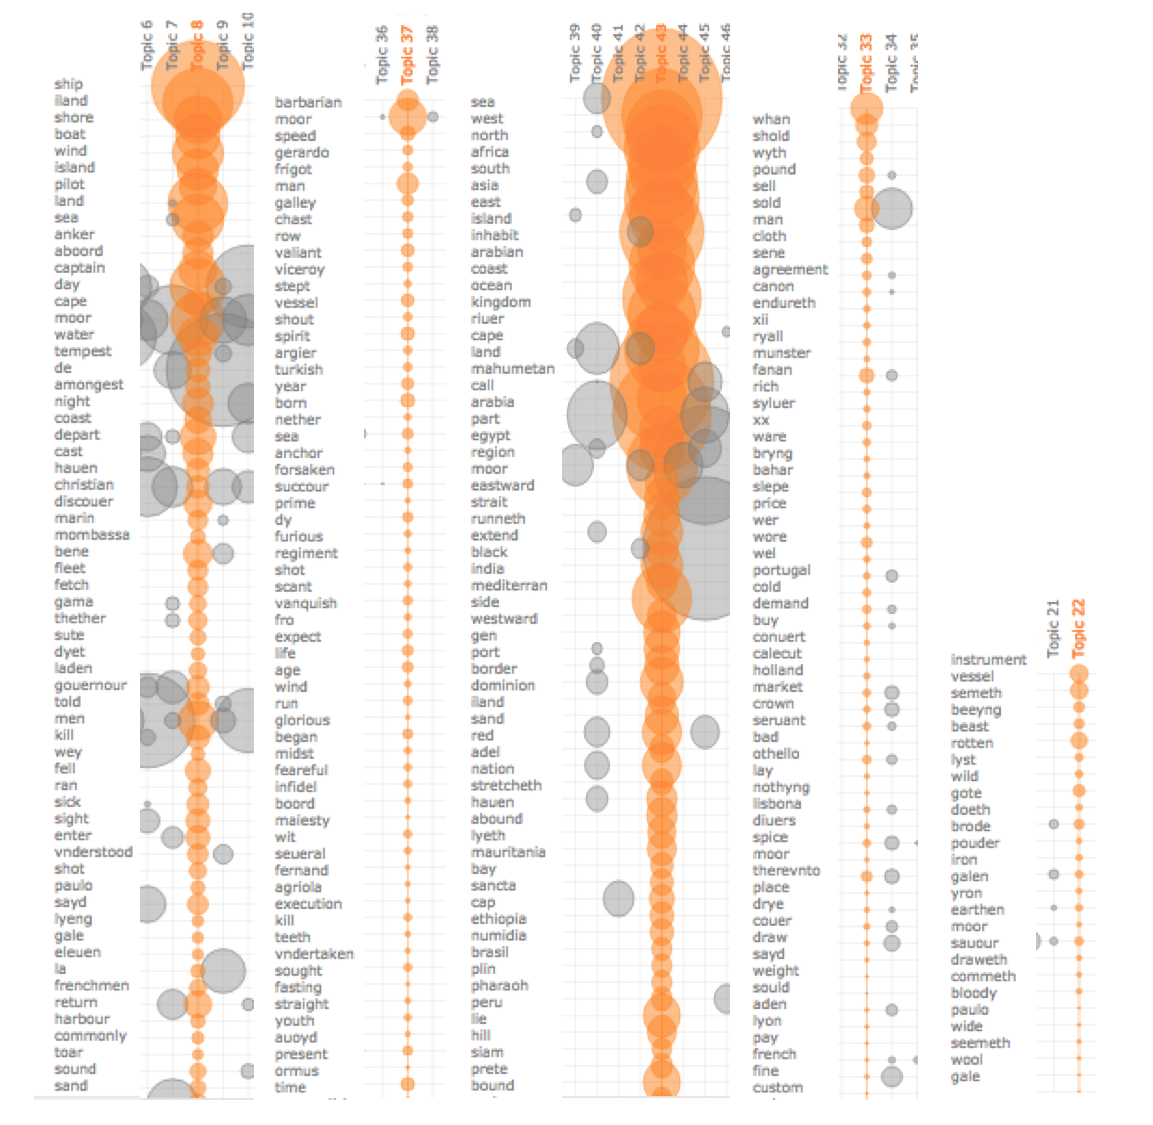 Topic 6
Topic 7
Topic 8
Topic 9
Topic 10
ship
iland
shore
boat
wind
island
pilot
land
sea
anker
aboord
captain
day
cape
moor
water
tempest
de
amongest
night
coast
depart
cast
hauen
christian
discouer
marin
mombassa
bene
fleet
fetch
gama
thether
sute
dyet
laden
gouernour
told
men
kill
wey
fell
ran
sick
sight
enter
vnderstood
shot
paulo
sayd
lyeng
gale
eleuen
la
frenchmen
return
harbour
commonly
toar
sound
sand
Topic 36
Topic 37
Topic 38
barbarian
moor
speed
gerardo
frigot
man
galley
chast
row
valiant
viceroy
stept
vessel
shout
spirit
argier
turkish
year
born
nether
sea
anchor
forsaken
succour
prime
dy
furious
regiment
shot
scant
vanquish
fro
expect
life
age
wind
run
glorious
began
midst
feareful
infidel
boord
maiesty
wit
seueral
fernand
agriola
execution
kill
teeth
vndertaken
sought
fasting
straight
youth
auoyd
present
ormus
time
Topic 39
Topic 40
Topic 41
Topic 42
Topic 43
Topic 44
Topic 45
Topic 46
sea
west
north
africa
south
asia
east
island
inhabit
arabian
coast
ocean
kingdom
riuer
cape
land
mahumetan
call
arabia
part
egypt
region
moor
eastward
strait
runneth
extend
black
india
mediterran
side
westward
gen
port
border
dominion
iland
sand
red
adel
nation
stretcheth
hauen
abound
lyeth
mauritania
bay
sancta
cap
ethiopia
numidia
brasil
plin
pharaoh
peru
lie
hill
siam
prete
bound
Topic 32
Topic 33
Topic 34
Topic 35
whan
shold
wyth
pound
sell
sold
man
cloth
sene
agreement
canon
endureth
xii
ryall
munster
fanan
rich
syluer
xx
ware
bryng
bahar
slepe
price
wer
wore
wel
portugal
cold
demand
buy
conuert
calecut
holland
market
crown
seruant
bad
othello
lay
nothyng
lisbona
diuers
spice
moor
therevnto
place
drye
couer
draw
sayd
weight
sould
aden
lyon
pay
french
fine
custom
Topic 21
Topic 22
instrument
vessel
semeth
beeyng
beast
rotten
lyst
wild
gote
doeth
brode
pouder
iron
galen
yron
earthen
moor
sauour
draweth
commeth
bloody
paulo
wide
seemeth
wool
gale